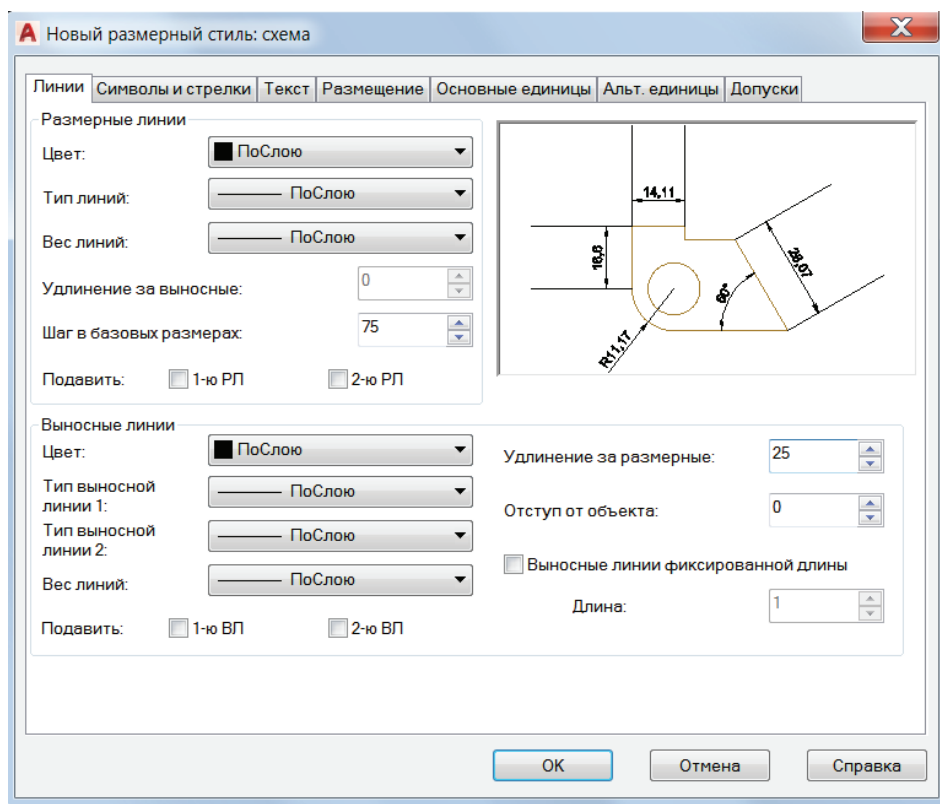 Новый размерный стиль: схема
Линии Символы и стрелки Текст Размещение Основные единицы Альт. единицы Допуски
Размерные линии
Цвет: ПоСлою
Тип линий: ПоСлою
Вес линий: ПоСлою
Удлинение за выносные: 0
Шаг в базовых размерах: 75
Подавить: 1-ю РЛ 2-ю РЛ
14,11
16,6
28,07
60°
R11,17
Выносные линии
Цвет: ПоСлою
Тип выносной
линии 1: ПоСлою
Тип выносной
линии 2: ПоСлою
Вес линий: ПоСлою
Подавить: 1-ю ВЛ 2-ю ВЛ
Удлинение за размерные: 25
Отступ от объекта: 0
Выносные линии фиксированной длины
Длина: 1
OK Отмена Справка